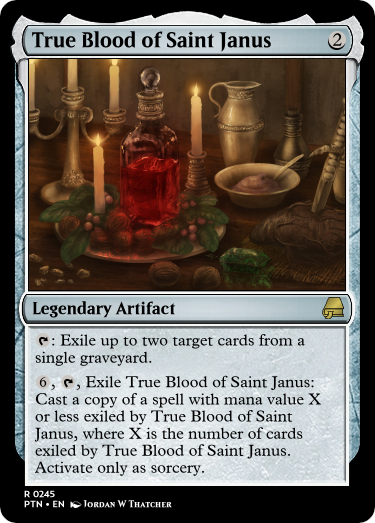 True Blood of Saint Janus 2
Legendary Artifact
: Exile up to two target cards from a
single graveyard.
6, , Exile True Blood of Saint Janus:
Cast a copy of a spell with mana value X
or less exiled by True Blood of Saint
Janus, where X is the number of cards
exiled by True Blood of Saint Janus.
Activate only as sorcery.
R 0245
PTN • EN Jordan W Thatcher